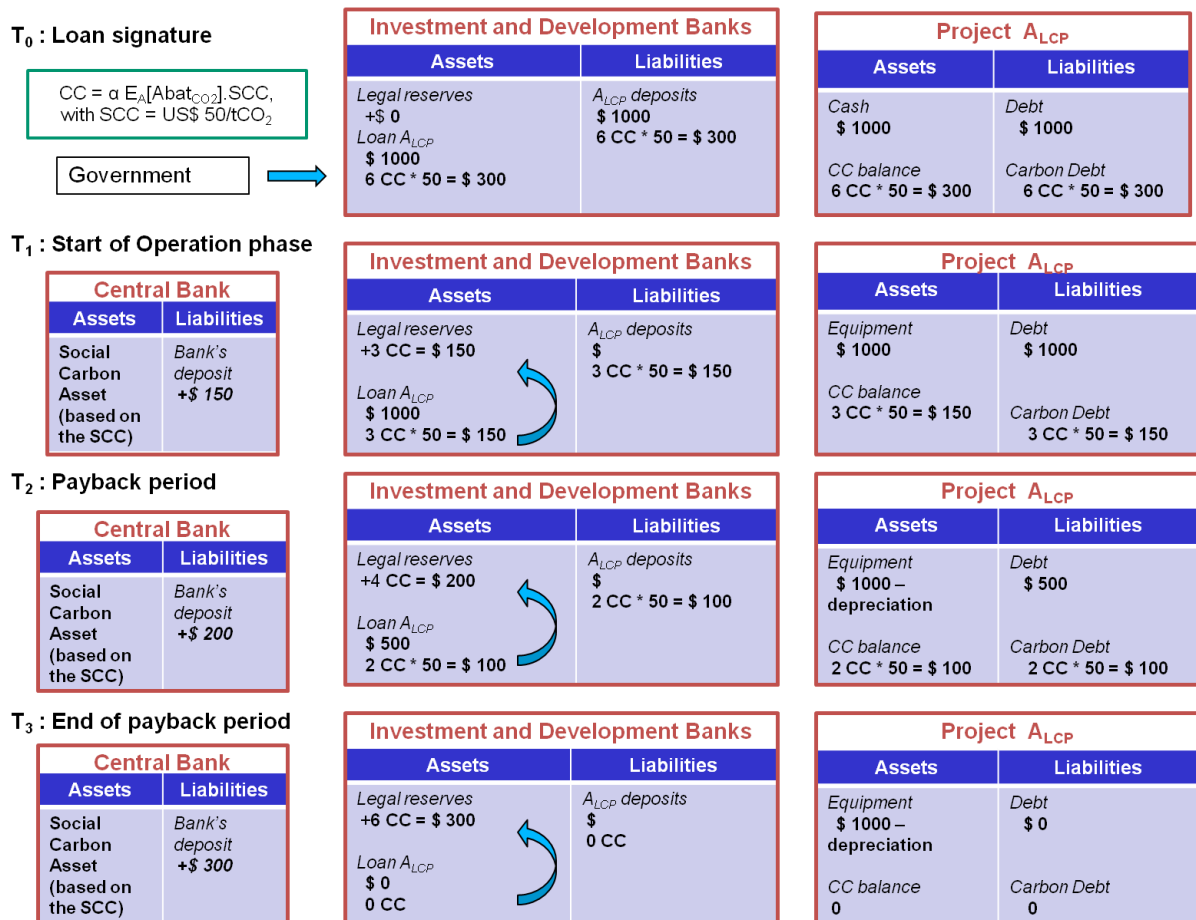 T0 : Loan signature
CC = α EA[AbatCO2].SCC,
with SCC = US$ 50/tCO2
Government
Investment and Development Banks
Assets
Liabilities
Legal reserves
+$ 0
Loan ALCP
$ 1000
6 CC * 50 = $ 300
ALCP deposits
$ 1000
6 CC * 50 = $ 300
Project ALCP
Assets
Liabilities
Cash
$ 1000
CC balance
6 CC * 50 = $ 300
Debt
$ 1000
Carbon Debt
6 CC * 50 = $ 300
T1 : Start of Operation phase
Central Bank
Assets
Liabilities
Social
Carbon
Asset
(based on
the SCC)
Bank's
deposit
+$ 150
Investment and Development Banks
Assets
Liabilities
Legal reserves
+3 CC = $ 150
Loan ALCP
$ 1000
3 CC * 50 = $ 150
ALCP deposits
$
3 CC * 50 = $ 150
Project ALCP
Assets
Liabilities
Equipment
$ 1000
CC balance
3 CC * 50 = $ 150
Debt
$ 1000
Carbon Debt
3 CC * 50 = $ 150
T2 : Payback period
Central Bank
Assets
Liabilities
Social
Carbon
Asset
(based on
the SCC)
Bank's
deposit
+$ 200
Investment and Development Banks
Assets
Liabilities
Legal reserves
+4 CC = $ 200
Loan ALCP
$ 500
2 CC * 50 = $ 100
ALCP deposits
$
2 CC * 50 = $ 100
Project ALCP
Assets
Liabilities
Equipment
$ 1000 –
depreciation
CC balance
2 CC * 50 = $ 100
Debt
$ 500
Carbon Debt
2 CC * 50 = $ 100
T3 : End of payback period
Central Bank
Assets
Liabilities
Social
Carbon
Asset
(based on
the SCC)
Bank's
deposit
+$ 300
Investment and Development Banks
Assets
Liabilities
Legal reserves
+6 CC = $ 300
Loan ALCP
$ 0
0 CC
ALCP deposits
$
0 CC
Project ALCP
Assets
Liabilities
Equipment
$ 1000 –
depreciation
CC balance
0
Debt
$ 0
Carbon Debt
0